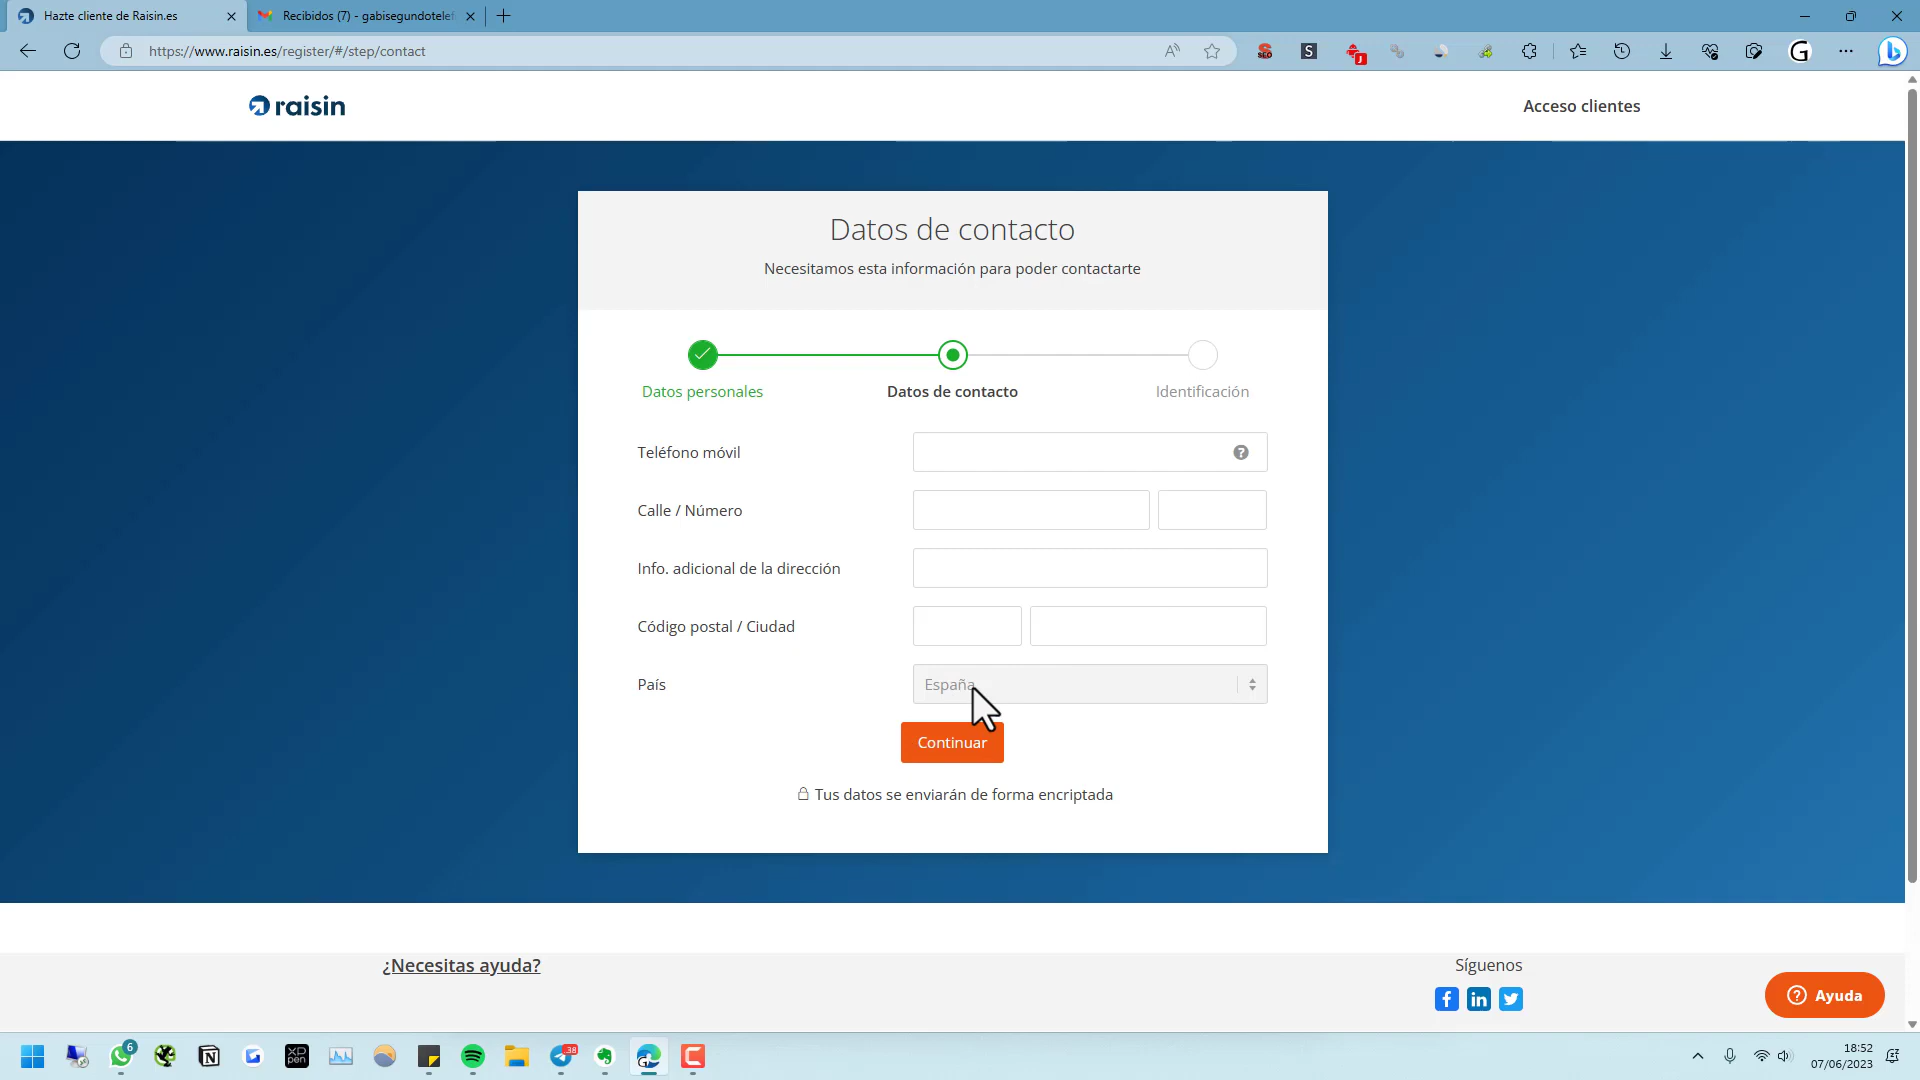 Hazte cliente de Raisin.es
Recibidos (7) - gabisegundotelef
https://www.raisin.es/register/#/step/contact
raisin
Acceso clientes
Datos de contacto
Necesitamos esta información para poder contactarte
Datos personales
Datos de contacto
Identificación
Teléfono móvil
Calle / Número
Info. adicional de la dirección
Código postal / Ciudad
País
España
Continuar
Tus datos se enviarán de forma encriptada
¿Necesitas ayuda?
Síguenos
Ayuda
6
38
18:52
07/06/2023